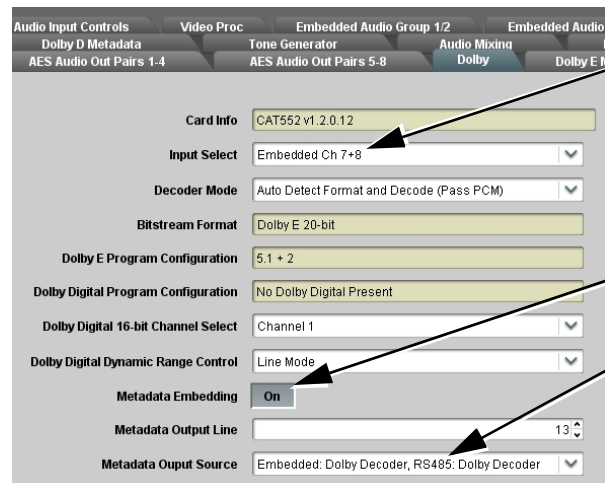 Audio Input Controls Video Proc Embedded Audio Group 1/2 Embedded Audio
Dolby D Metadata Tone Generator Audio Mixing
AES Audio Out Pairs 1-4 AES Audio Out Pairs 5-8 Dolby Dolby E
Card Info CAT552 v1.2.0.12
Input Select Embedded Ch 7+8
Decoder Mode Auto Detect Format and Decode (Pass PCM)
Bitstream Format Dolby E 20-bit
Dolby E Program Configuration 5.1 + 2
Dolby Digital Program Configuration No Dolby Digital Present
Dolby Digital 16-bit Channel Select Channel 1
Dolby Digital Dynamic Range Control Line Mode
Metadata Embedding On
Metadata Output Line 13
Metadata Ouput Source Embedded: Dolby Decoder, RS485: Dolby Decoder